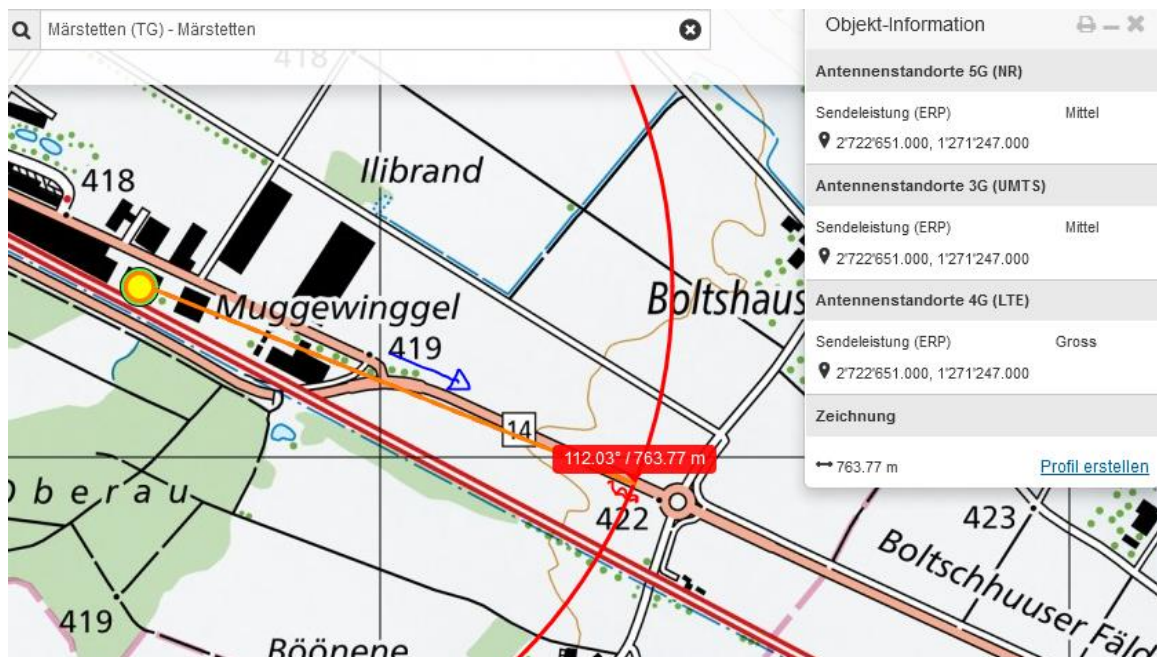 Märstetten (TG) - Märstetten
418
418
Ilibrand
Muggewinggel
Boltshaus
419
14
112.03° / 763.77 m
Oberau
422
423
Boltschhuuser Fäld
419
Böönene
Objekt-Information
Antennenstandorte 5G (NR)
Sendeleistung (ERP) Mittel
2'722'651.000, 1'271'247.000
Antennenstandorte 3G (UMTS)
Sendeleistung (ERP) Mittel
2'722'651.000, 1'271'247.000
Antennenstandorte 4G (LTE)
Sendeleistung (ERP) Gross
2'722'651.000, 1'271'247.000
Zeichnung
763.77 m Profil erstellen